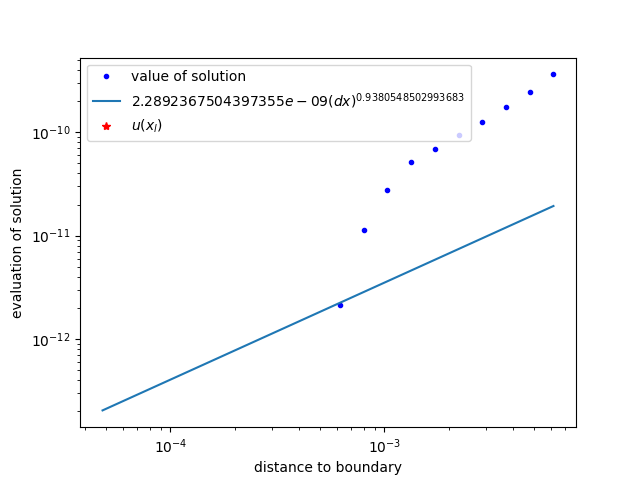 value of solution
2.2892367504397355e − 09(dx)^0.9380548502993683
u(x_l)
10^−10
10^−11
10^−12
evaluation of solution
10^−4
10^−3
distance to boundary